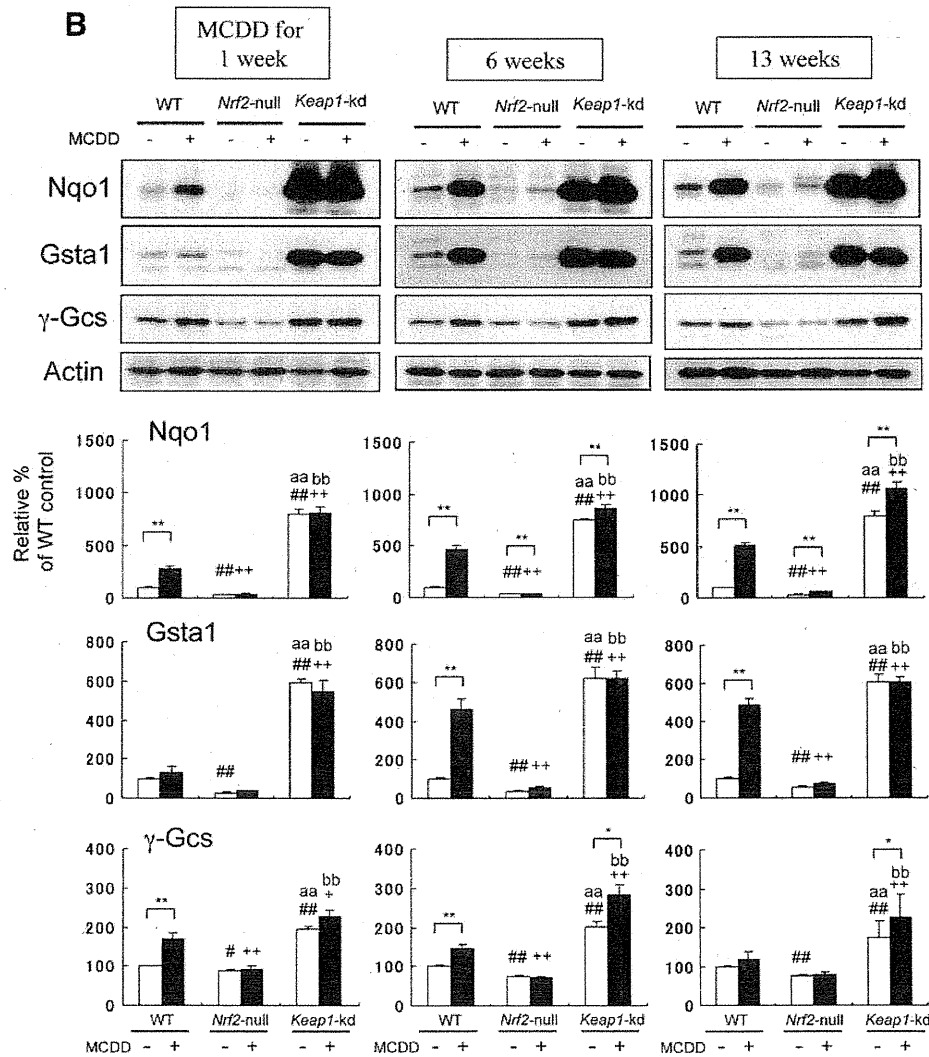 B
MCDD for
1 week
6 weeks
13 weeks
WT Nrf2-null Keap1-kd WT Nrf2-null Keap1-kd WT Nrf2-null Keap1-kd
MCDD - + - + - + - + - + - + - + - + - +
Nqo1
Gsta1
γ-Gcs
Actin
Relative %
of WT control
Nqo1
1500
1000
500
0
** ## ++ aa bb
## ++
1500
1000
500
0
** ** ## ++ ** aa bb
## ++
1500
1000
500
0
** ** ## ++ ** aa bb
## ++
Gsta1
800
600
400
200
0
## aa bb
## ++
800
600
400
200
0
** ## ++ aa bb
## ++
800
600
400
200
0
** ## ++ aa bb
## ++
γ-Gcs
400
300
200
100
0
** # ++ aa bb
## +
400
300
200
100
0
** ## ++ * aa bb
## ++
400
300
200
100
0
## * aa bb
## ++
WT Nrf2-null Keap1-kd WT Nrf2-null Keap1-kd WT Nrf2-null Keap1-kd
MCDD - + - + - + MCDD - + - + - + MCDD - + - + - +